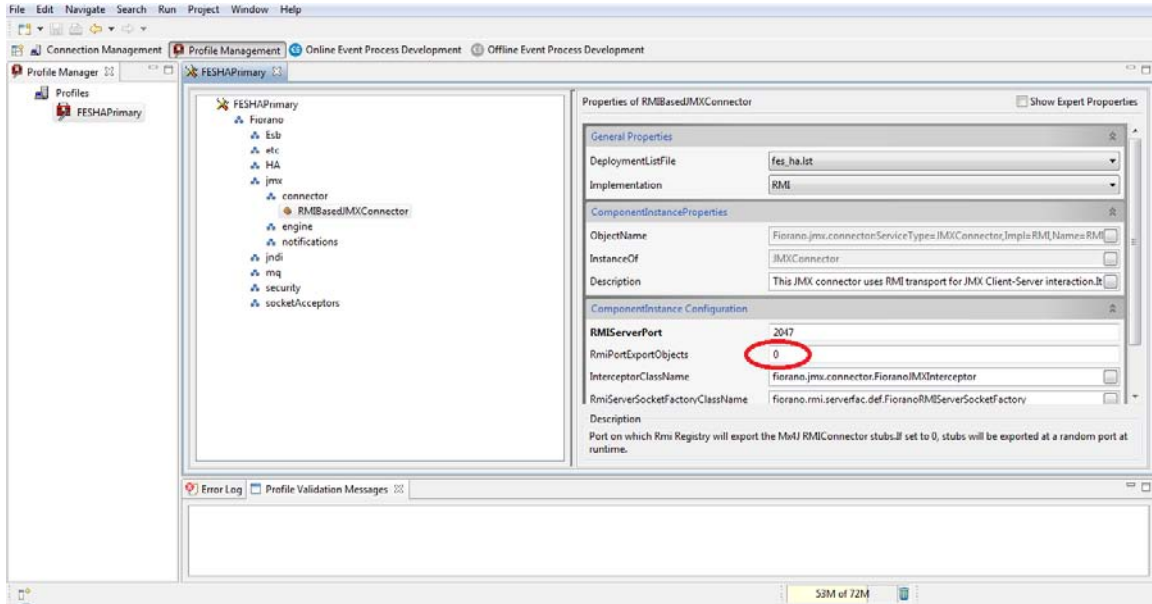 File Edit Navigate Search Run Project Window Help
Connection Management Profile Management Online Event Process Development Offline Event Process Development
Profile Manager
Profiles
FESHAPrimary
FESHAPrimary
FESHAPrimary
Fiorano
Esb
etc
HA
jmx
connector
RMIBasedJMXConnector
engine
notifications
jndi
mq
security
socketAcceptors
Properties of RMIBasedJMXConnector
Show Expert Propoerties
General Properties
DeploymentListFile fes_ha.lst
Implementation RMI
ComponentInstanceProperties
ObjectName Fiorano.jmx.connector:ServiceType=JMXConnector,Impl=RMI,Name=RMI
InstanceOf JMXConnector
Description This JMX connector uses RMI transport for JMX Client-Server interaction.It
ComponentInstance Configuration
RMIServerPort 2047
RmiPortExportObjects 0
InterceptorClassName fiorano.jmx.connector.FioranoJMXInterceptor
RmiServerSocketFactoryClassName fiorano.rmi.serverfac.def.FioranoRMIServerSocketFactory
Description
Port on which Rmi Registry will export the Mx4J RMIConnector stubs.If set to 0, stubs will be exported at a random port at
runtime.
Error Log Profile Validation Messages
53M of 72M